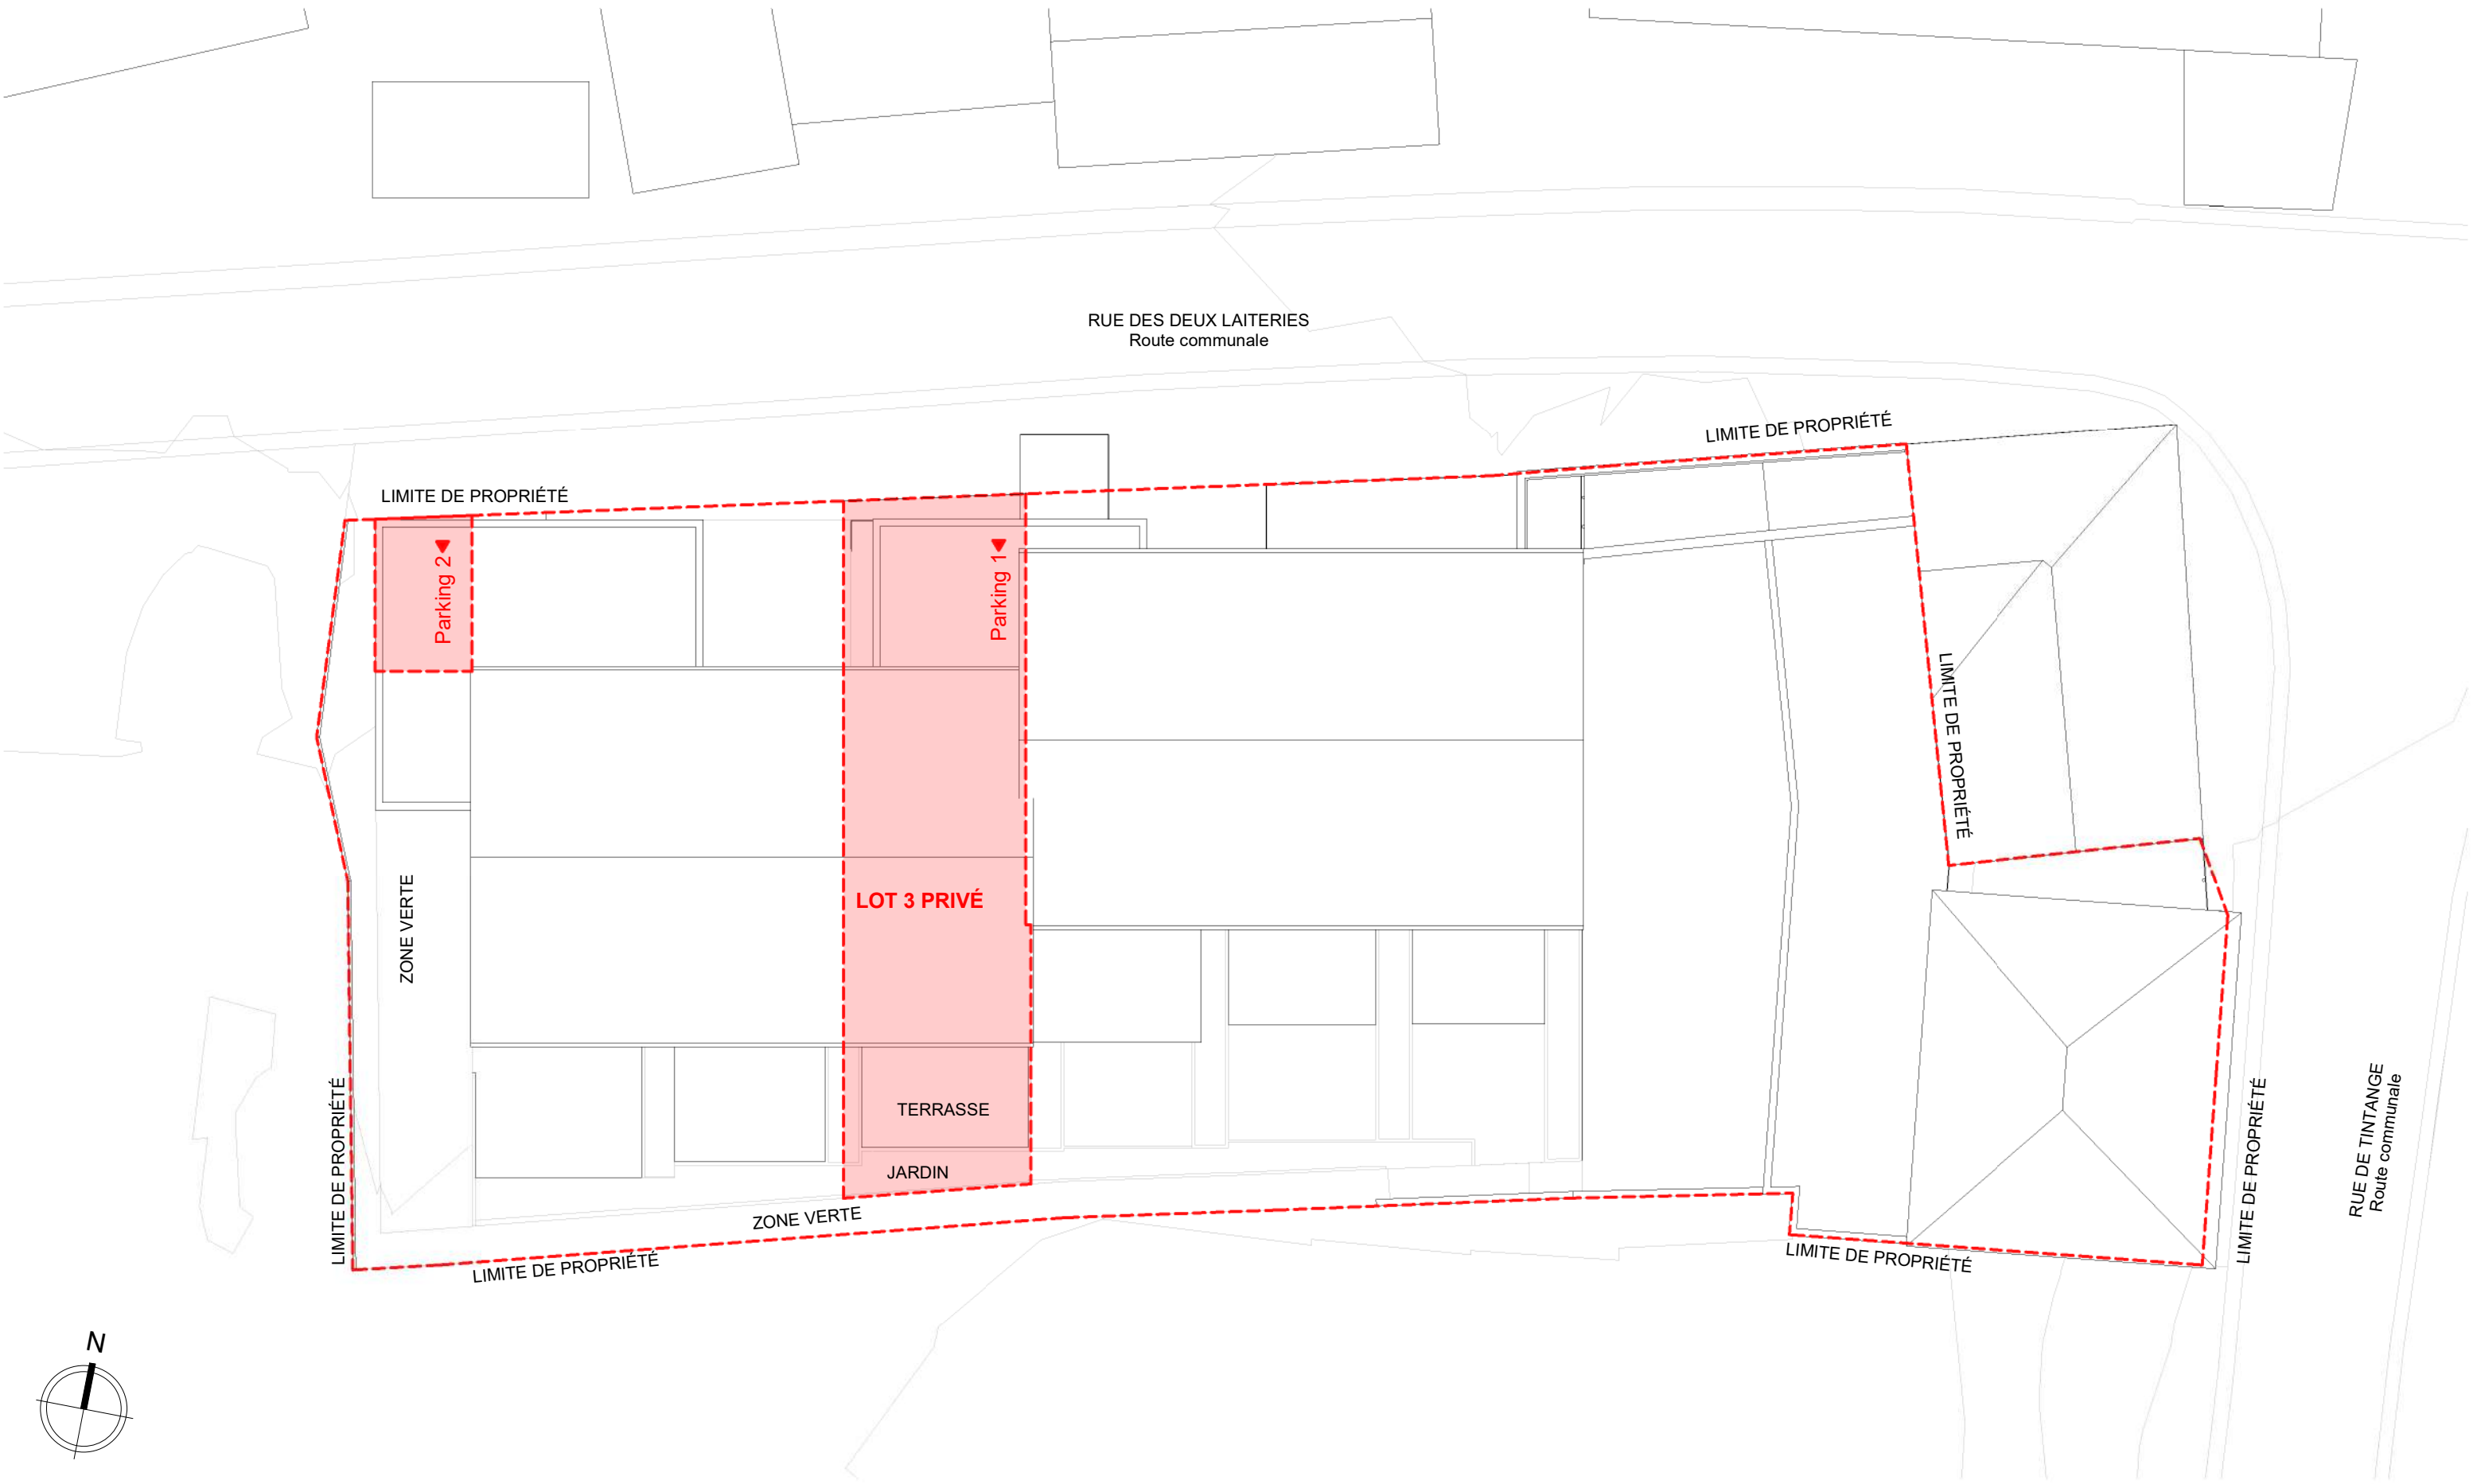 RUE DES DEUX LAITERIES
Route communale
LIMITE DE PROPRIÉTÉ
LIMITE DE PROPRIÉTÉ
Parking 2
Parking 1
LIMITE DE PROPRIÉTÉ
ZONE VERTE
LOT 3 PRIVÉ
TERRASSE
JARDIN
ZONE VERTE
LIMITE DE PROPRIÉTÉ
LIMITE DE PROPRIÉTÉ
LIMITE DE PROPRIÉTÉ
LIMITE DE PROPRIÉTÉ
RUE DE TINTANGE
Route communale
N